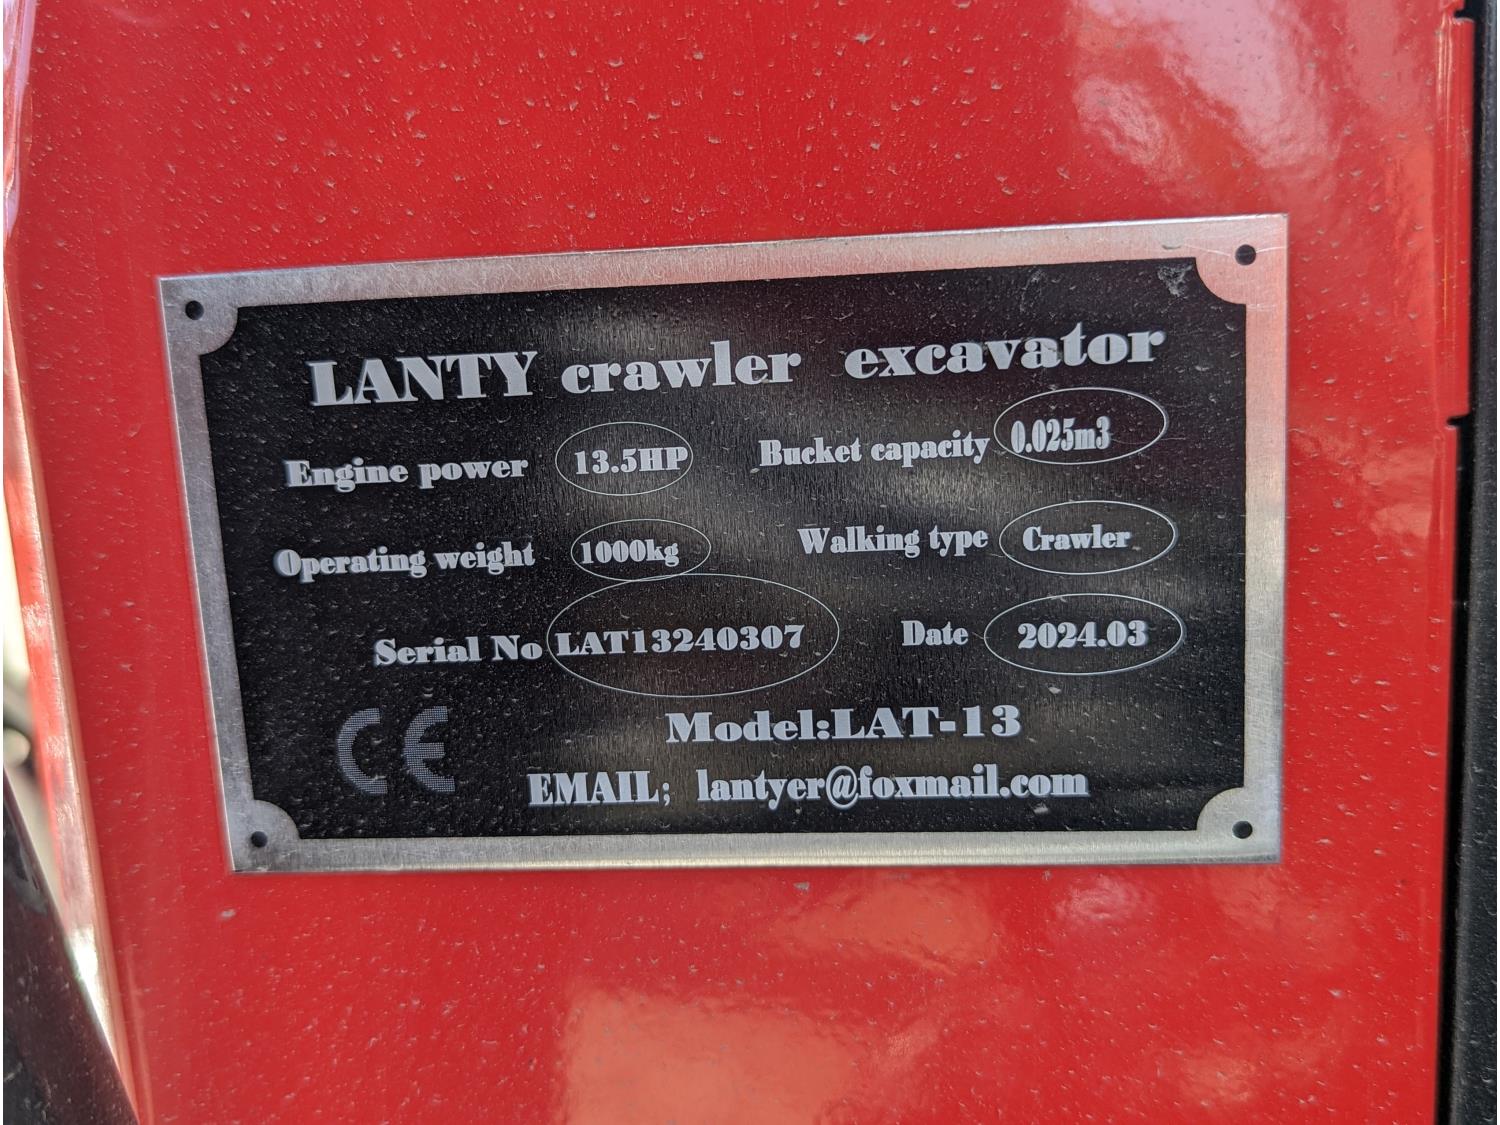 LANTY crawler excavator
Engine power 13.5HP Bucket capacity 0.025m3
Operating weight 1000kg Walking type Crawler
Serial No LAT13240307 Date 2024.03
CE Model:LAT-13
EMAIL; lantyer@foxmail.com